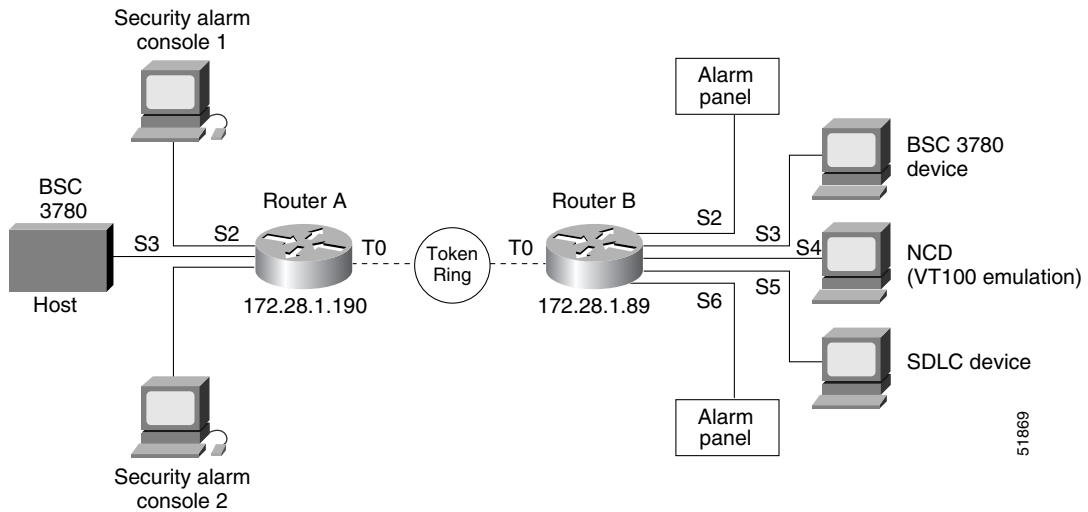 Security alarm
console 1
Alarm
panel
BSC 3780
device
BSC
3780
Router A
Router B
S2
S3
S2
S3
S4
T0
Token
Ring
T0
NCD
(VT100 emulation)
Host
172.28.1.190
172.28.1.89
S5
S6
SDLC device
Alarm
panel
Security alarm
console 2
51869